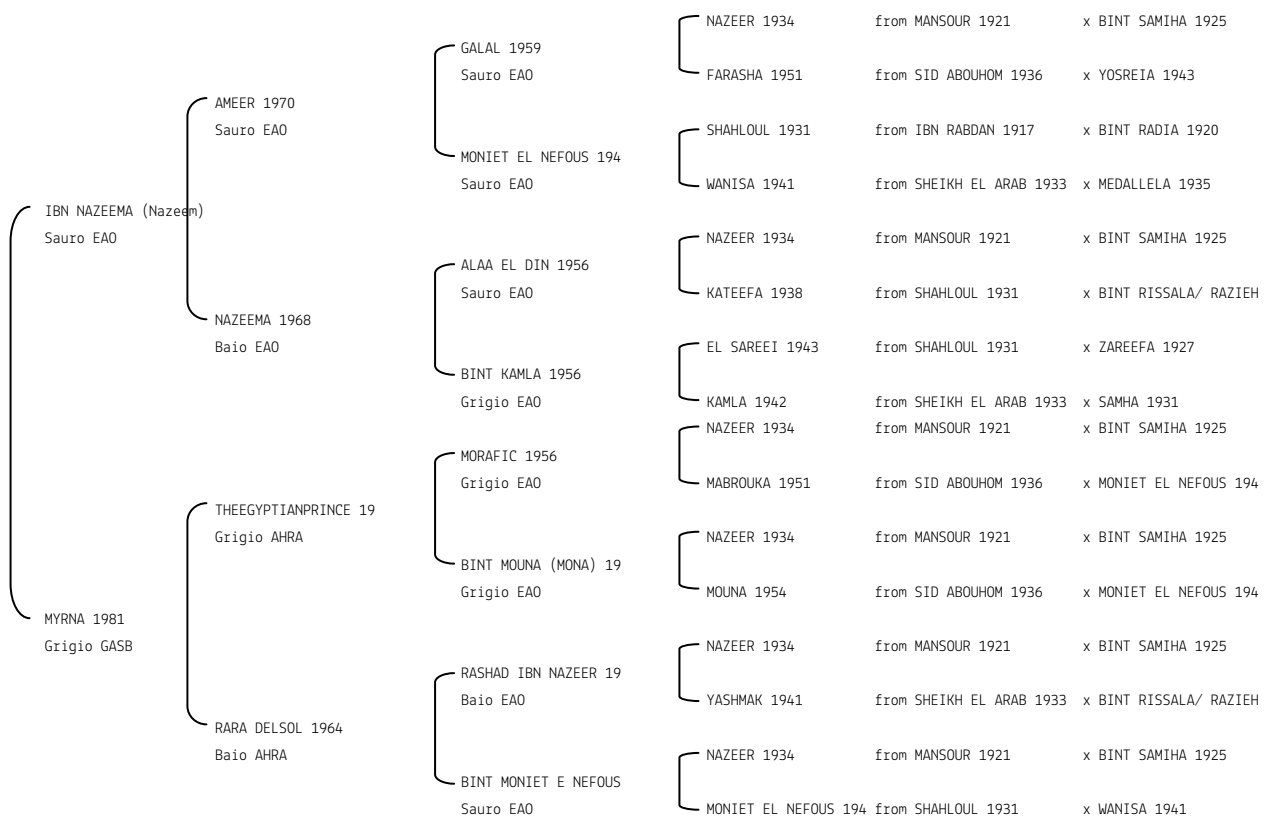 NAZEER 1934 from MANSOUR 1921 x BINT SAMIHA 1925
GALAL 1959
Sauro EAO
FARASHA 1951 from SID ABOUHOM 1936 x YOSREIA 1943
AMEER 1970
Sauro EAO
SHAHLOUL 1931 from IBN RABDAN 1917 x BINT RADIA 1920
MONIET EL NEFOUS 194
Sauro EAO
WANISA 1941 from SHEIKH EL ARAB 1933 x MEDALLELA 1935
IBN NAZEEMA (Nazeem)
Sauro EAO
NAZEER 1934 from MANSOUR 1921 x BINT SAMIHA 1925
ALAA EL DIN 1956
Sauro EAO
KATEEFA 1938 from SHAHLOUL 1931 x BINT RISSALA/ RAZIEH
NAZEEMA 1968
Baio EAO
EL SAREEI 1943 from SHAHLOUL 1931 x ZAREEFA 1927
BINT KAMLA 1956
Grigio EAO
KAMLA 1942 from SHEIKH EL ARAB 1933 x SAMHA 1931
NAZEER 1934 from MANSOUR 1921 x BINT SAMIHA 1925
MORAFIC 1956
Grigio EAO
MABROUKA 1951 from SID ABOUHOM 1936 x MONIET EL NEFOUS 194
THEEGYPTIANPRINCE 19
Grigio AHRA
NAZEER 1934 from MANSOUR 1921 x BINT SAMIHA 1925
BINT MOUNA (MONA) 19
Grigio EAO
MOUNA 1954 from SID ABOUHOM 1936 x MONIET EL NEFOUS 194
MYRNA 1981
Grigio GASB
NAZEER 1934 from MANSOUR 1921 x BINT SAMIHA 1925
RASHAD IBN NAZEER 19
Baio EAO
YASHMAK 1941 from SHEIKH EL ARAB 1933 x BINT RISSALA/ RAZIEH
RARA DELSOL 1964
Baio AHRA
NAZEER 1934 from MANSOUR 1921 x BINT SAMIHA 1925
BINT MONIET E NEFOUS
Sauro EAO
MONIET EL NEFOUS 194 from SHAHLOUL 1931 x WANISA 1941